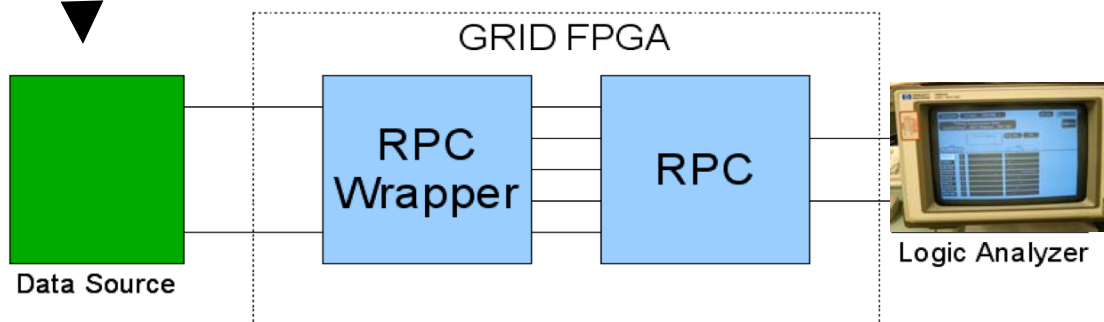 GRID FPGA
RPC
Wrapper
RPC
Data Source
Logic Analyzer